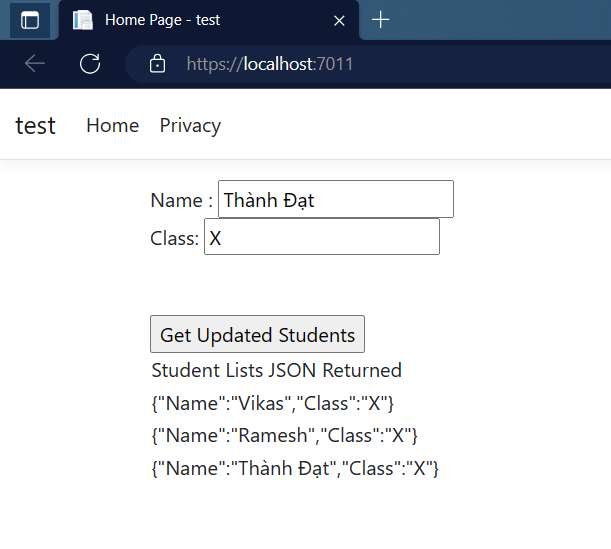 Home Page - test
https://localhost:7011
test Home Privacy
Name : Thành Đạt
Class: X
Get Updated Students
Student Lists JSON Returned
{"Name":"Vikas","Class":"X"}
{"Name":"Ramesh","Class":"X"}
{"Name":"Thành Đạt","Class":"X"}